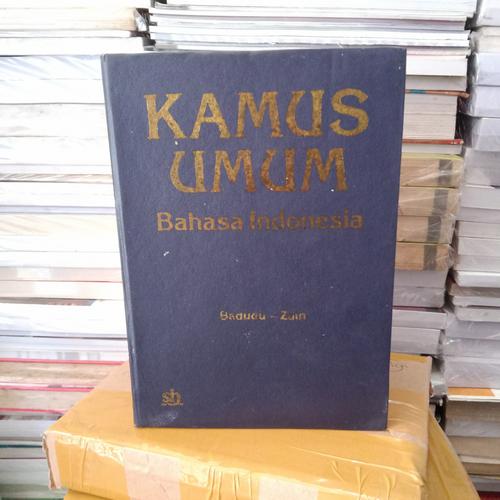 KAMUS
UMUM
Bahasa Indonesia
Badudu - Zain
sh